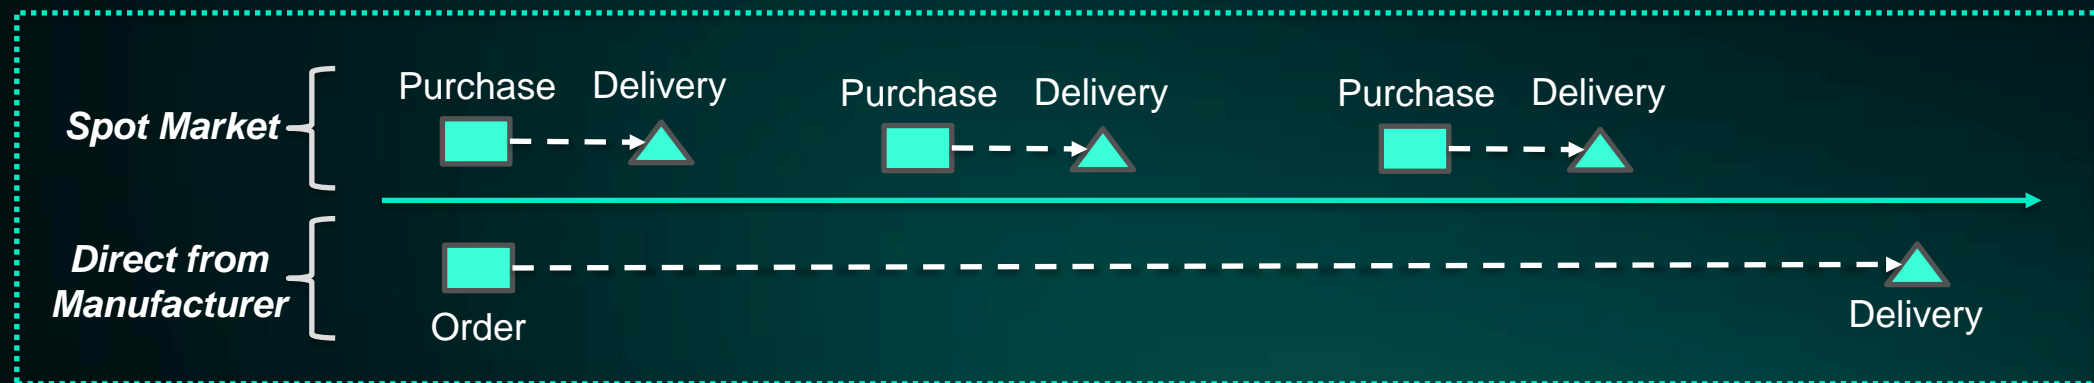 Purchase
Delivery
Purchase
Delivery
Purchase
Delivery
Spot Market
Direct from
Manufacturer
Order
Delivery